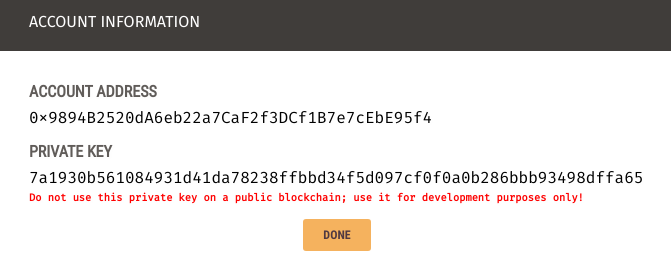 ACCOUNT INFORMATION
ACCOUNT ADDRESS
0×9894B2520dA6eb22a7CaF2f3DCf1B7e7cEbE95f4
PRIVATE KEY
7a1930b561084931d41da78238ffbbd34f5d097cf0f0a0b286bbb93498dffa65
Do not use this private key on a public blockchain; use it for development purposes only!
DONE